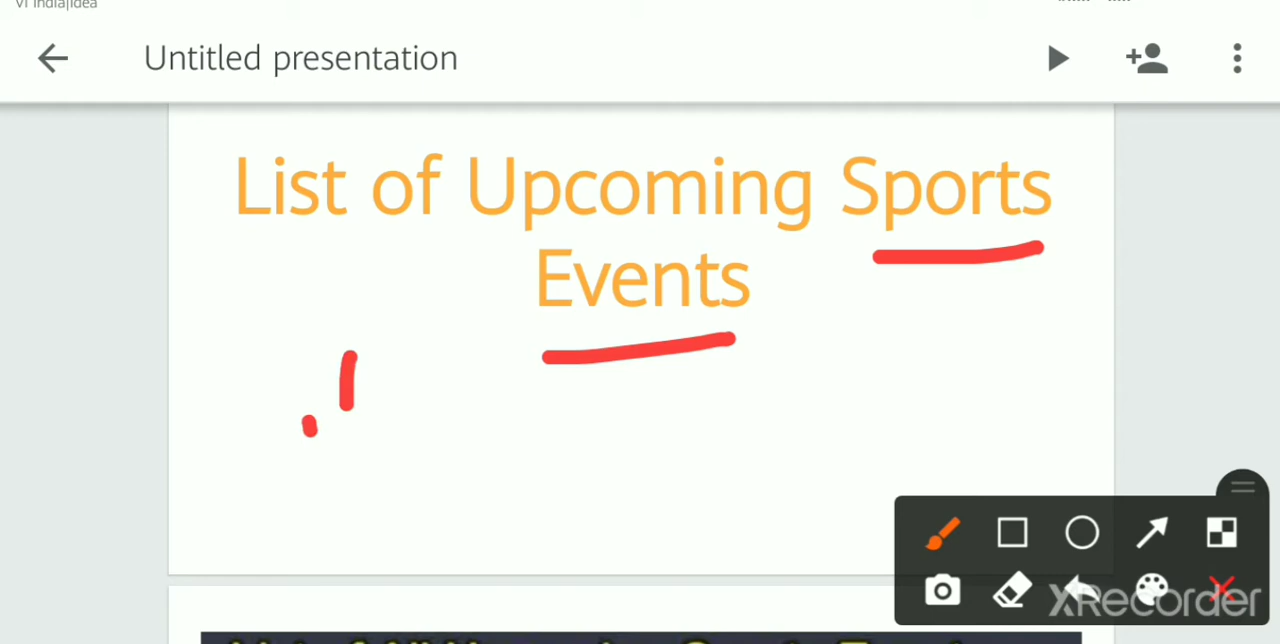 Vi India|Idea
Untitled presentation
List of Upcoming Sports
Events
XRecorder